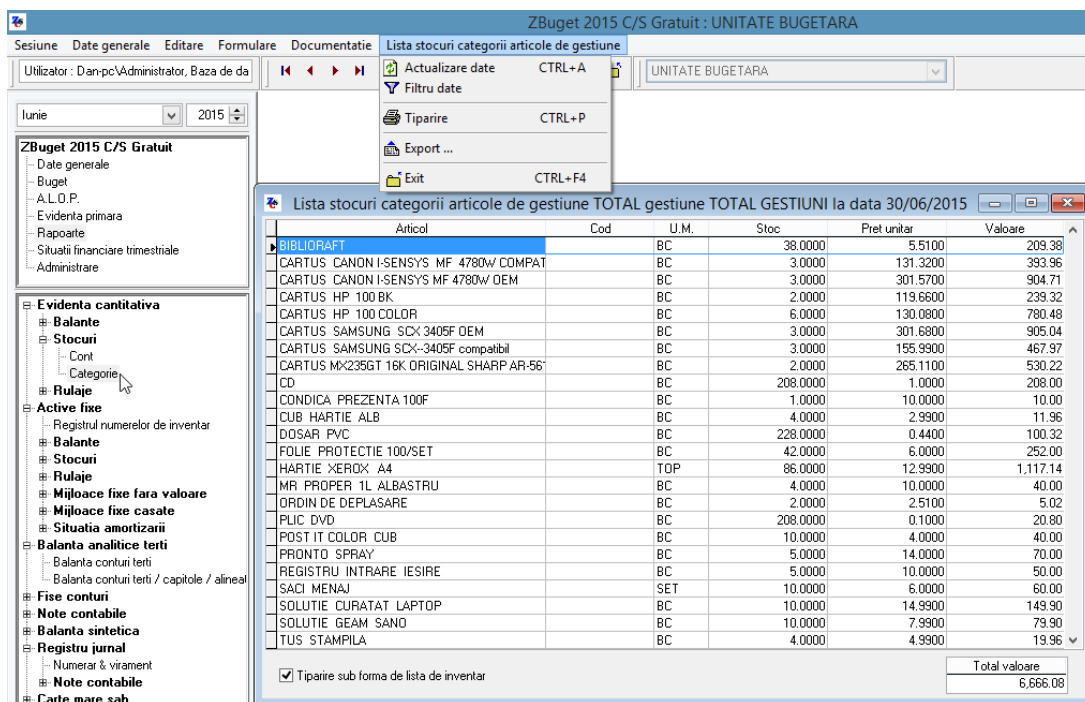 ZBuget 2015 C/S Gratuit : UNITATE BUGETARA
Sesiune Date generale Editare Formulare Documentatie Lista stocuri categorii articole de gestiune
Utilizator : Dan-pc\Administrator, Baza de da
UNITATE BUGETARA
Actualizare date CTRL+A
Filtru date
Tiparire CTRL+P
Export ...
Exit CTRL+F4
Iunie 2015
ZBuget 2015 C/S Gratuit
Date generale
Buget
A.L.O.P.
Evidenta primara
Rapoarte
Situatii financiare trimestriale
Administrare
Evidenta cantitativa
Balante
Stocuri
Cont
Categorie
Rulaje
Active fixe
Registrul numerelor de inventar
Balante
Stocuri
Rulaje
Mijloace fixe fara valoare
Mijloace fixe casate
Situatia amortizarii
Balanta analitice terti
Balanta conturi terti
Balanta conturi terti / capitole / alineat
Fise conturi
Note contabile
Balanta sintetica
Registru jurnal
Numerar & virament
Note contabile
Carte mare sah
Lista stocuri categorii articole de gestiune TOTAL gestiune TOTAL GESTIUNI la data 30/06/2015
Articol Cod U.M. Stoc Pret unitar Valoare
BIBLIORAFT BC 38.0000 5.5100 209.38
CARTUS CANON I-SENSYS MF 4780W COMPAT BC 3.0000 131.3200 393.96
CARTUS CANON I-SENSYS MF 4780W OEM BC 3.0000 301.5700 904.71
CARTUS HP 100 BK BC 2.0000 119.6600 239.32
CARTUS HP 100 COLOR BC 6.0000 130.0800 780.48
CARTUS SAMSUNG SCX 3405F OEM BC 3.0000 301.6800 905.04
CARTUS SAMSUNG SCX--3405F compatibil BC 3.0000 155.9900 467.97
CARTUS MX235GT 16K ORIGINAL SHARP AR-561 BC 2.0000 265.1100 530.22
CD BC 208.0000 1.0000 208.00
CONDICA PREZENTA 100F BC 1.0000 10.0000 10.00
CUB HARTIE ALB BC 4.0000 2.9900 11.96
DOSAR PVC BC 228.0000 0.4400 100.32
FOLIE PROTECTIE 100/SET BC 42.0000 6.0000 252.00
HARTIE XEROX A4 TOP 86.0000 12.9900 1,117.14
MR PROPER 1L ALBASTRU BC 4.0000 10.0000 40.00
ORDIN DE DEPLASARE BC 2.0000 2.5100 5.02
PLIC DVD BC 208.0000 0.1000 20.80
POST IT COLOR CUB BC 10.0000 4.0000 40.00
PRONTO SPRAY BC 5.0000 14.0000 70.00
REGISTRU INTRARE IESIRE BC 5.0000 10.0000 50.00
SACI MENAJ SET 10.0000 6.0000 60.00
SOLUTIE CURATAT LAPTOP BC 10.0000 14.9900 149.90
SOLUTIE GEAM SANO BC 10.0000 7.9900 79.90
TUS STAMPILA BC 4.0000 4.9900 19.96
Tiparire sub forma de lista de inventar
Total valoare
6,666.08